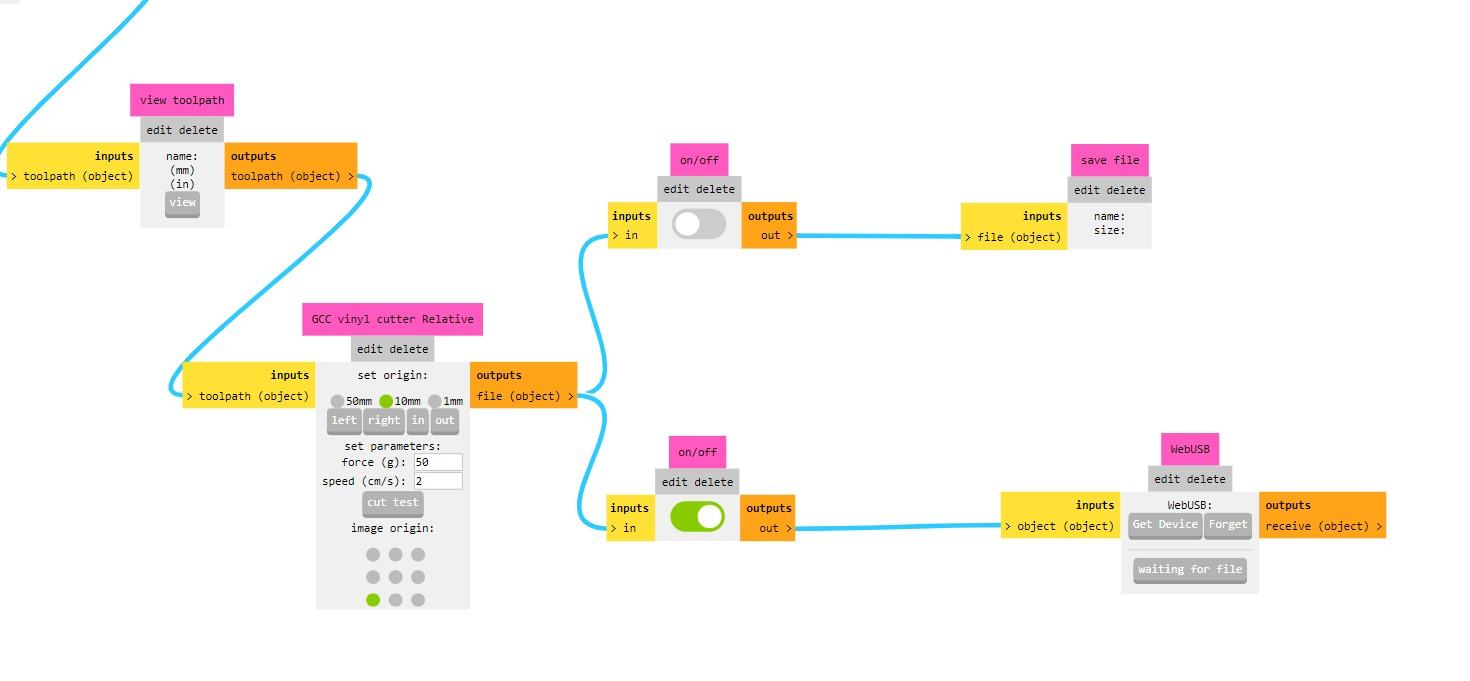 view toolpath
edit delete
inputs
> toolpath (object)
name:
(mm)
(in)
view
outputs
toolpath (object) >
on/off
edit delete
inputs
> in
outputs
out >
save file
edit delete
inputs
> file (object)
name:
size:
GCC vinyl cutter Relative
edit delete
inputs
> toolpath (object)
set origin:
50mm 10mm 1mm
left right in out
set parameters:
force (g): 50
speed (cm/s): 2
cut test
image origin:
outputs
file (object) >
on/off
edit delete
inputs
> in
outputs
out >
WebUSB
edit delete
inputs
> object (object)
WebUSB:
Get Device Forget
waiting for file
outputs
receive (object) >